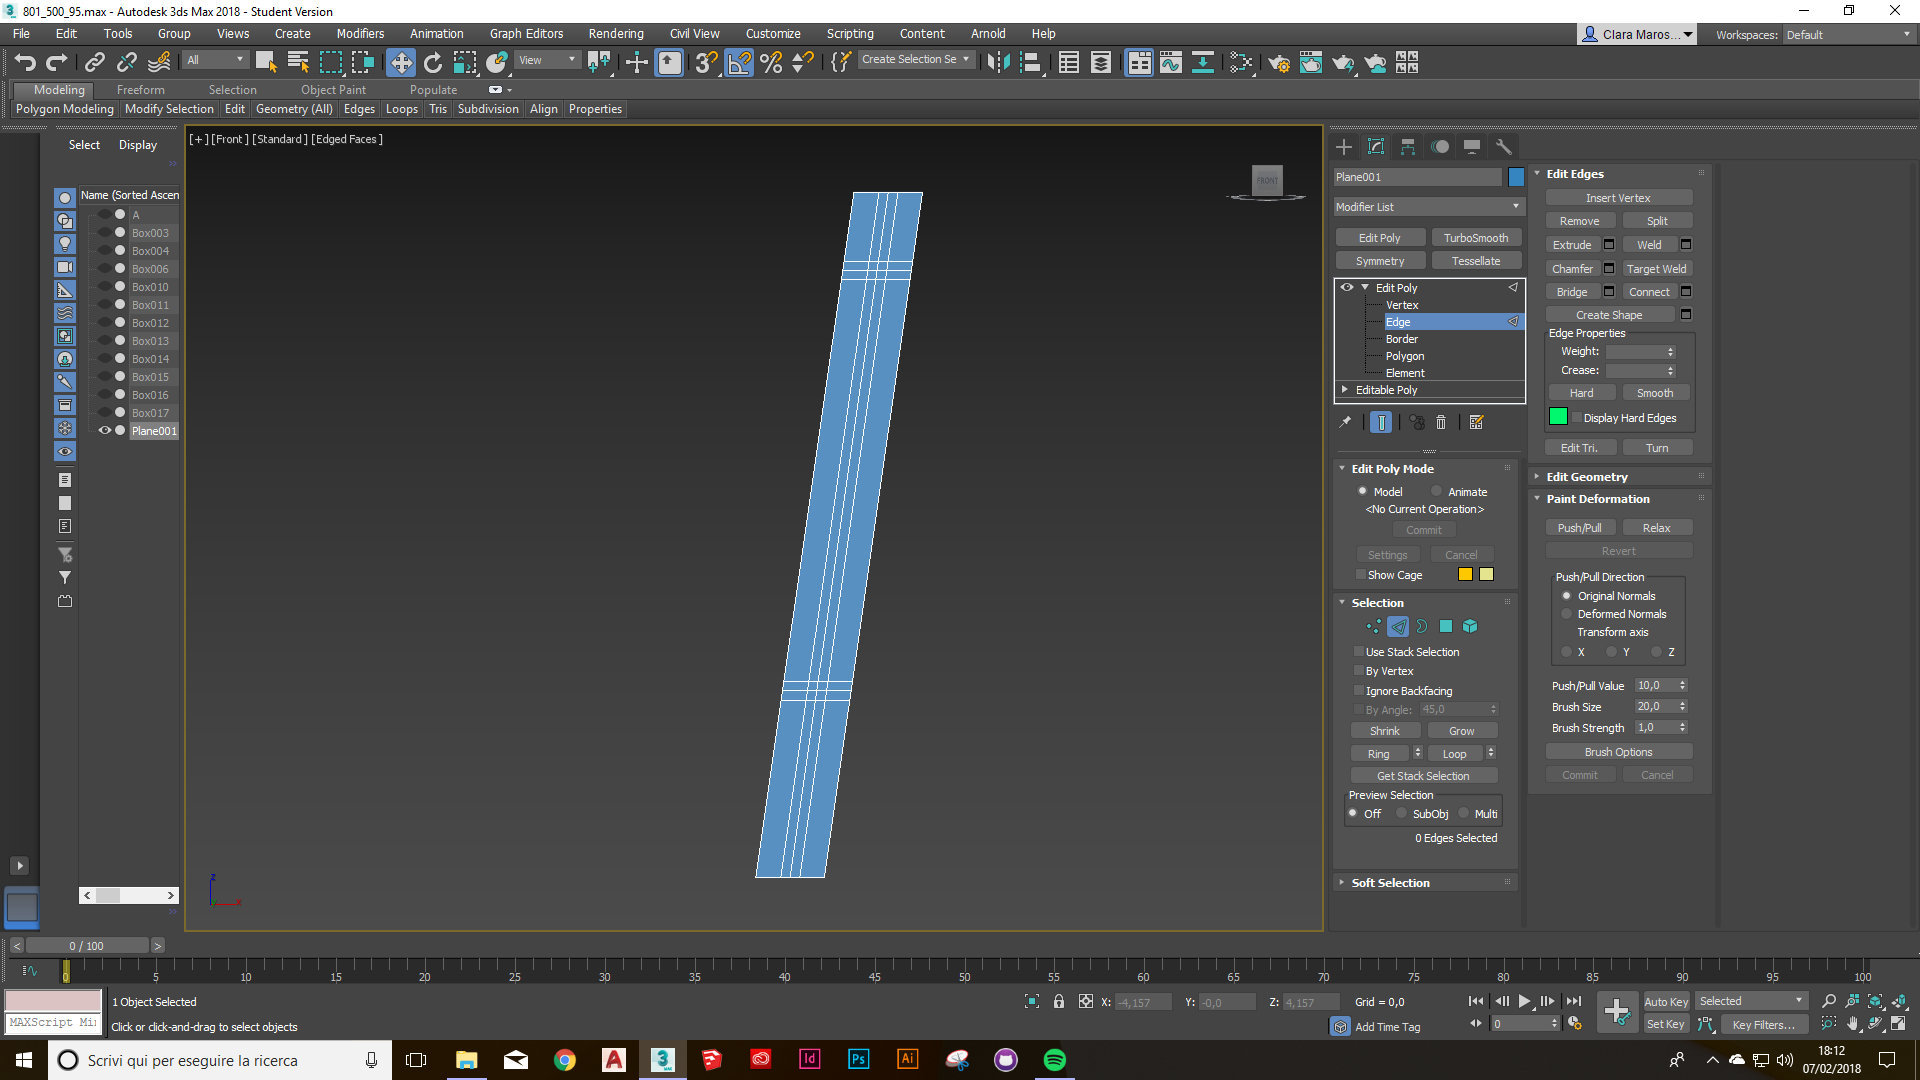 801_500_95.max - Autodesk 3ds Max 2018 - Student Version
File Edit Tools Group Views Create Modifiers Animation Graph Editors Rendering Civil View Customize Scripting Content Arnold Help
Clara Maros... Workspaces: Default
All View Create Selection Se
Modeling Freeform Selection Object Paint Populate
Polygon Modeling Modify Selection Edit Geometry (All) Edges Loops Tris Subdivision Align Properties
Select Display
Name (Sorted Ascen
A
Box003
Box004
Box006
Box010
Box011
Box012
Box013
Box014
Box015
Box016
Box017
Plane001
[+] [Front] [Standard] [Edged Faces]
FRONT
z
x
Plane001
Modifier List
Edit Poly TurboSmooth
Symmetry Tessellate
Edit Poly
Vertex
Edge
Border
Polygon
Element
Editable Poly
Edit Poly Mode
Model Animate
<No Current Operation>
Commit
Settings Cancel
Show Cage
Selection
Use Stack Selection
By Vertex
Ignore Backfacing
By Angle: 45,0
Shrink Grow
Ring Loop
Get Stack Selection
Preview Selection
Off SubObj Multi
0 Edges Selected
Soft Selection
Edit Edges
Insert Vertex
Remove Split
Extrude Weld
Chamfer Target Weld
Bridge Connect
Create Shape
Edge Properties
Weight:
Crease:
Hard Smooth
Display Hard Edges
Edit Tri. Turn
Edit Geometry
Paint Deformation
Push/Pull Relax
Revert
Push/Pull Direction
Original Normals
Deformed Normals
Transform axis
X Y Z
Push/Pull Value 10,0
Brush Size 20,0
Brush Strength 1,0
Brush Options
Commit Cancel
< 0 / 100 >
0 5 10 15 20 25 30 35 40 45 50 55 60 65 70 75 80 85 90 95 100
1 Object Selected
X: -4,157 Y: -0,0 Z: 4,157 Grid = 0,0
Auto Key Selected
MAXScript Mi
Click or click-and-drag to select objects
Add Time Tag
0
Set Key Key Filters...
Scrivi qui per eseguire la ricerca
18:12
07/02/2018